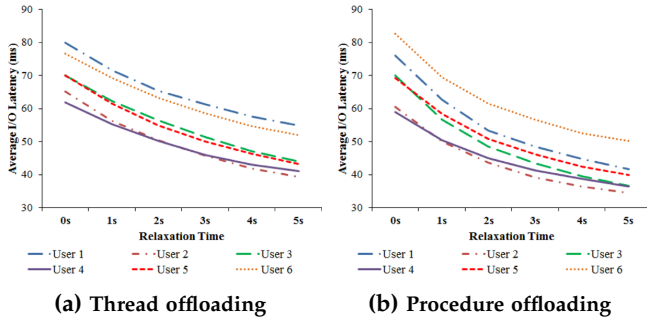 90
80
70
60
50
40
30
Average I/O Latency (ms)
0s 1s 2s 3s 4s 5s
Relaxation Time
User 1 User 2 User 3
User 4 User 5 User 6
(a) Thread offloading
90
80
70
60
50
40
30
Average I/O Latency (ms)
0s 1s 2s 3s 4s 5s
Relaxation Time
User 1 User 2 User 3
User 4 User 5 User 6
(b) Procedure offloading